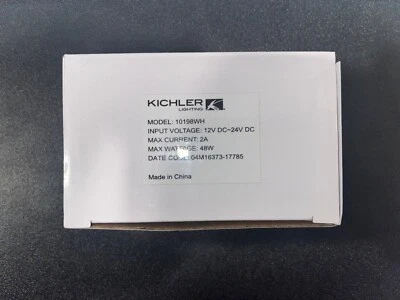 KICHLER
LIGHTING
MODEL: 10198WH
INPUT VOLTAGE: 12V DC~24V DC
MAX CURRENT: 2A
MAX WATTAGE: 48W
DATE CODE: 04M16373-17785
Made in China